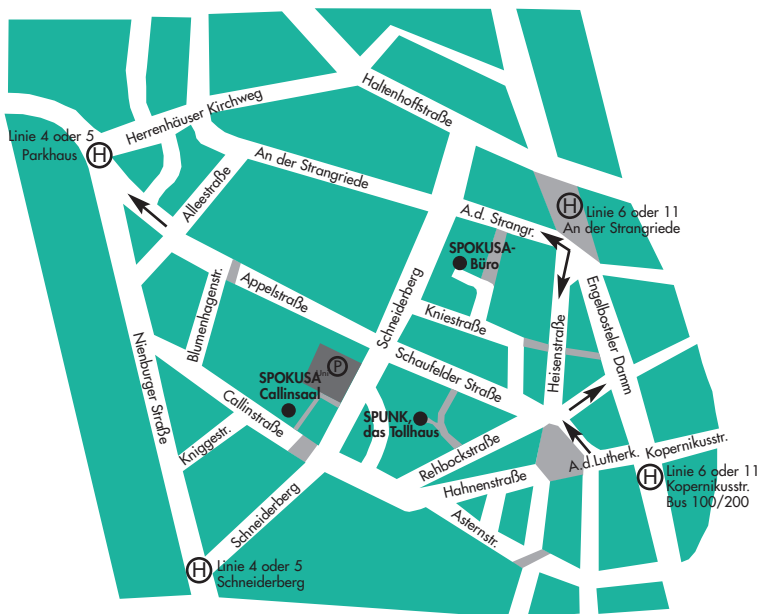 Haltenhoffstraße
Herrenhäuser Kirchweg
Linie 4 oder 5
Parkhaus
H
An der Strangriede
Alleestraße
A.d. Strangr.
H
Linie 6 oder 11
An der Strangriede
SPOKUSA-
Büro
Schneiderberg
Engelbosteler Damm
Blumenhagenstr.
Appelstraße
Kniestraße
Heisenstraße
Nienburger Straße
Schaufelder Straße
Uni
P
SPOKUSA
Callinsaal
SPUNK,
das Tollhaus
Callinstraße
Kniggestr.
Rehbockstraße
A.d.Lutherk.
Kopernikusstr.
Hahnenstraße
H
Linie 6 oder 11
Kopernikusstr.
Bus 100/200
Schneiderberg
Asternstr.
H
Linie 4 oder 5
Schneiderberg